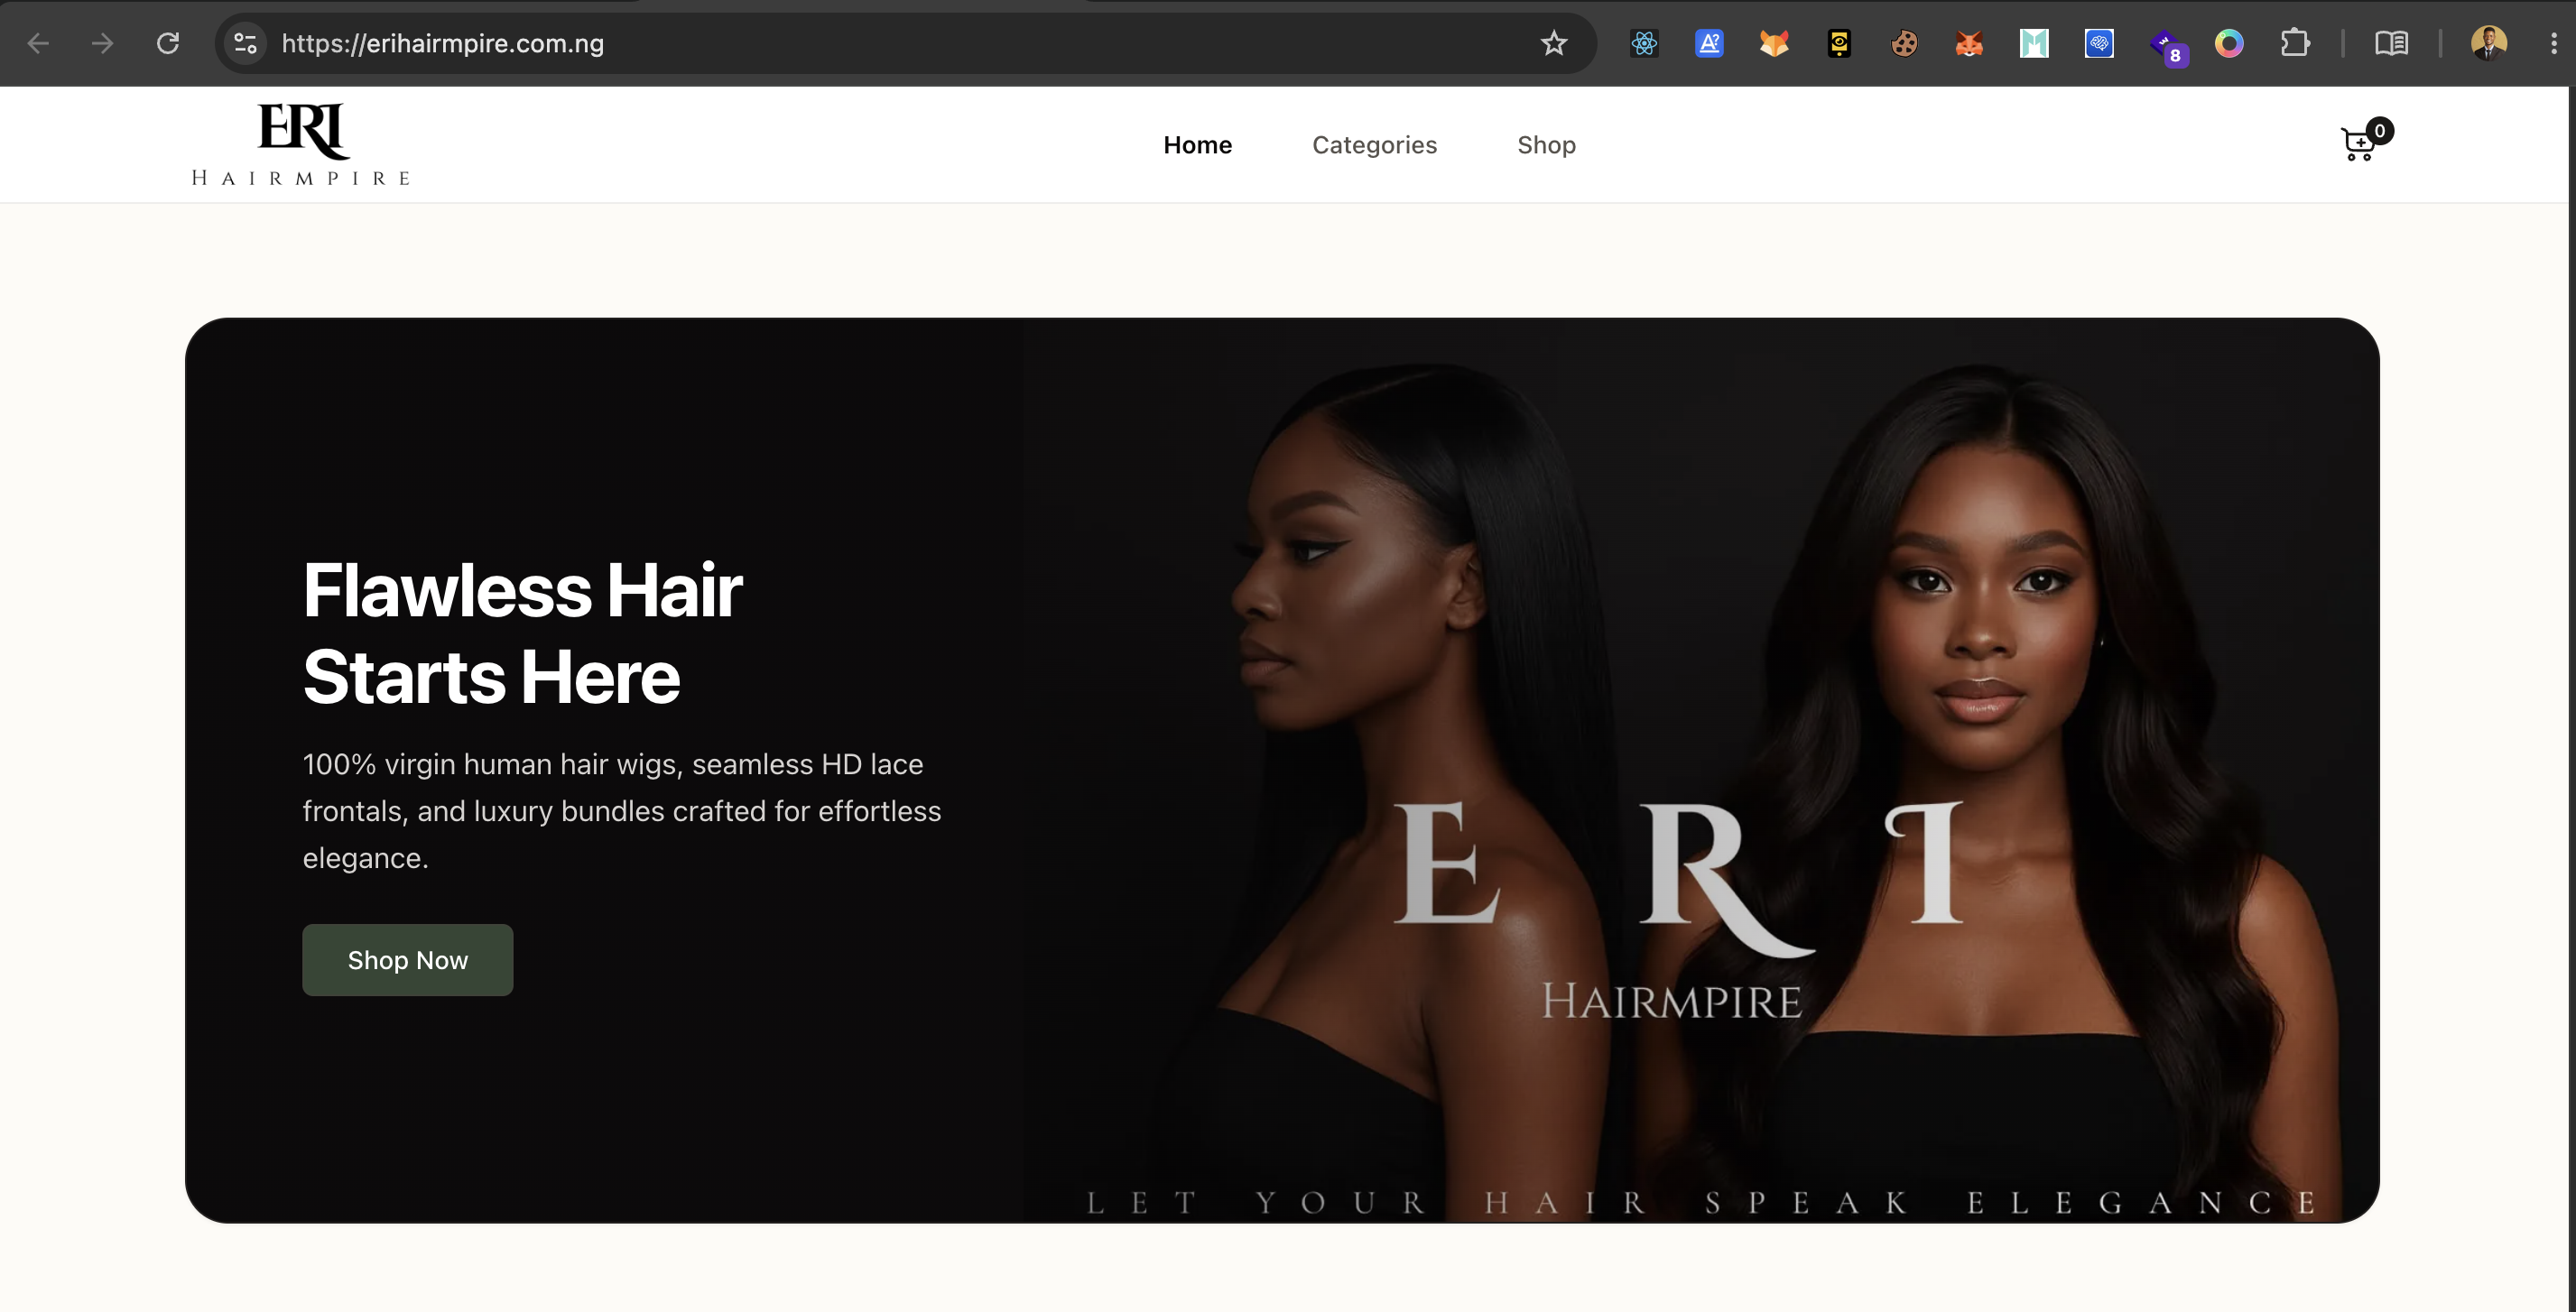 https://erihairmpire.com.ng
8
ERI
HAIRMPIRE
Home
Categories
Shop
0
Flawless Hair
Starts Here
100% virgin human hair wigs, seamless HD lace
frontals, and luxury bundles crafted for effortless
elegance.
Shop Now
E R I
HAIRMPIRE
LET YOUR HAIR SPEAK ELEGANCE